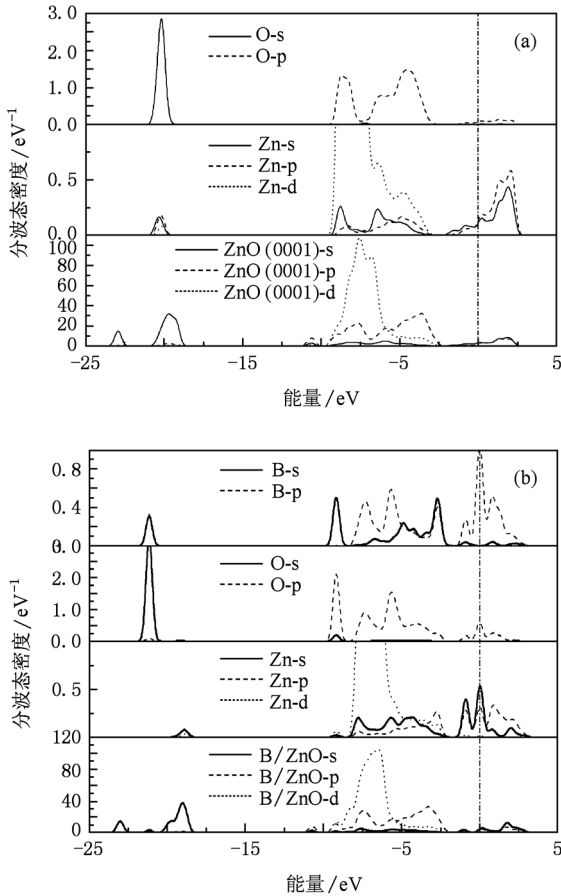 3.0
O-s
(a)
2.0
O-p
1.0
0.0
Zn-s
Zn-p
0.5
Zn-d
0
100
ZnO (0001)-s
80
ZnO (0001)-p
60
ZnO (0001)-d
40
20
0
分波态密度/eV⁻¹
-25 -15 -5 5
能量/eV
B-s
(b)
0.8
B-p
0.4
3.0
O-s
2.0
O-p
1.0
0.0
Zn-s
Zn-p
0.5
Zn-d
120
B/ZnO-s
80
B/ZnO-p
40
B/ZnO-d
0
分波态密度/eV⁻¹
-25 -15 -5 5
能量/eV